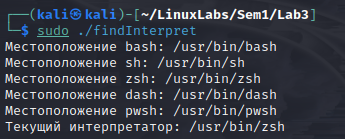 ┌──(kali㉿kali)-[~/LinuxLabs/Sem1/Lab3]
└─$ sudo ./findInterpret
Местоположение bash: /usr/bin/bash
Местоположение sh: /usr/bin/sh
Местоположение zsh: /usr/bin/zsh
Местоположение dash: /usr/bin/dash
Местоположение pwsh: /usr/bin/pwsh
Текущий интерпретатор: /usr/bin/zsh